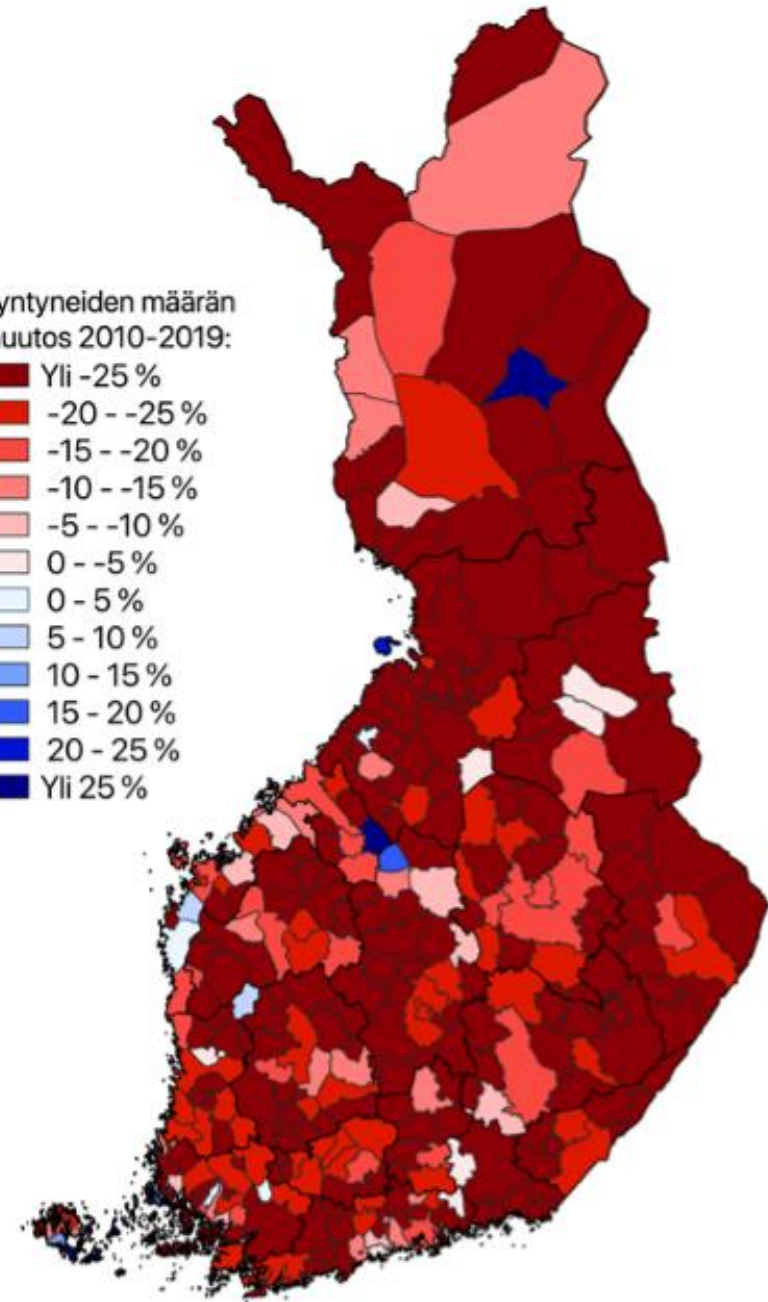 yntyneiden määrän
uutos 2010-2019:
Yli -25 %
-20 - -25 %
-15 - -20 %
-10 - -15 %
-5 - -10 %
0 - -5 %
0 - 5 %
5 - 10 %
10 - 15 %
15 - 20 %
20 - 25 %
Yli 25 %